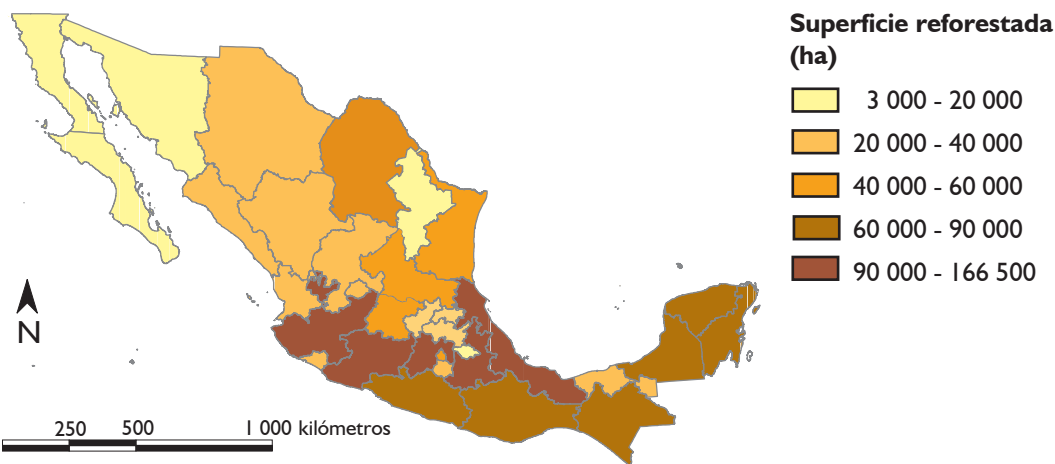 Superficie reforestada
(ha)
3 000 - 20 000
20 000 - 40 000
40 000 - 60 000
60 000 - 90 000
90 000 - 166 500
N
250 500 1 000 kilómetros